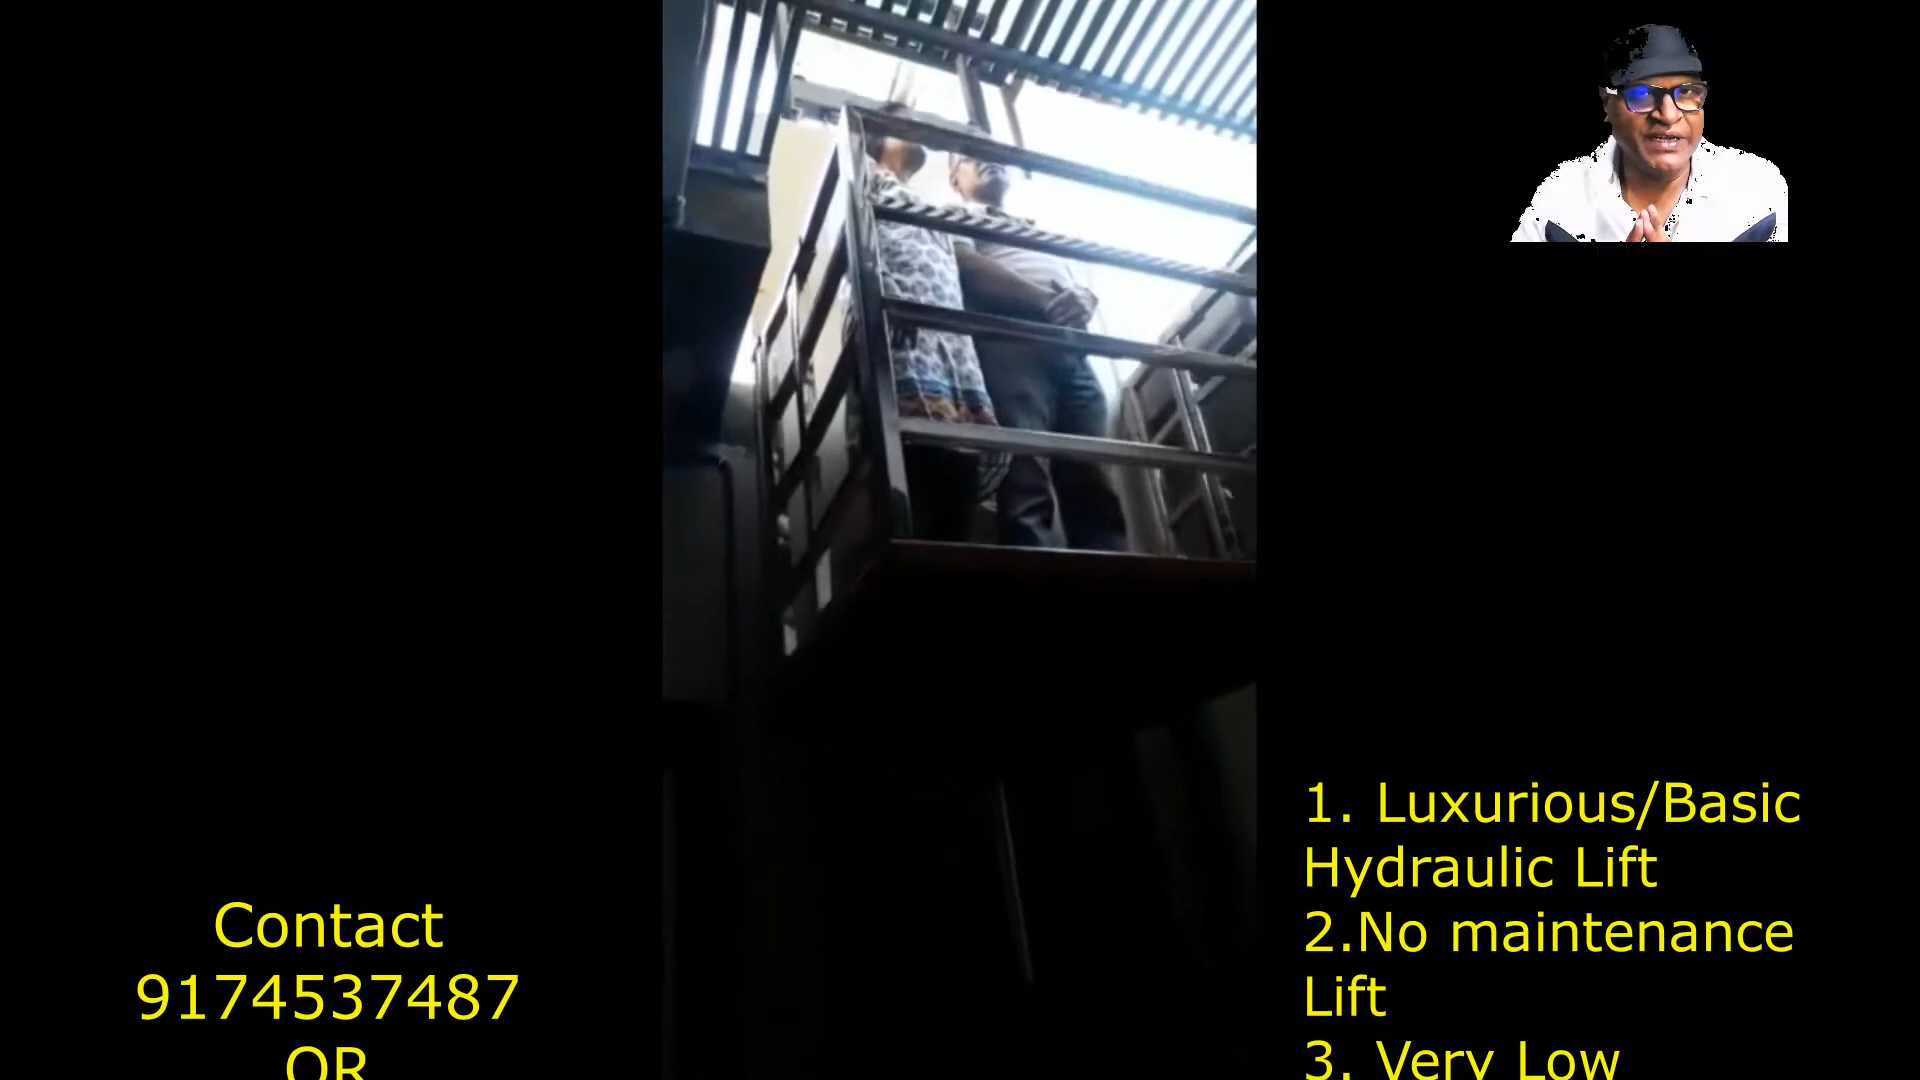 Contact
9174537487
OR
1. Luxurious/Basic
Hydraulic Lift
2.No maintenance
Lift
3. Very Low